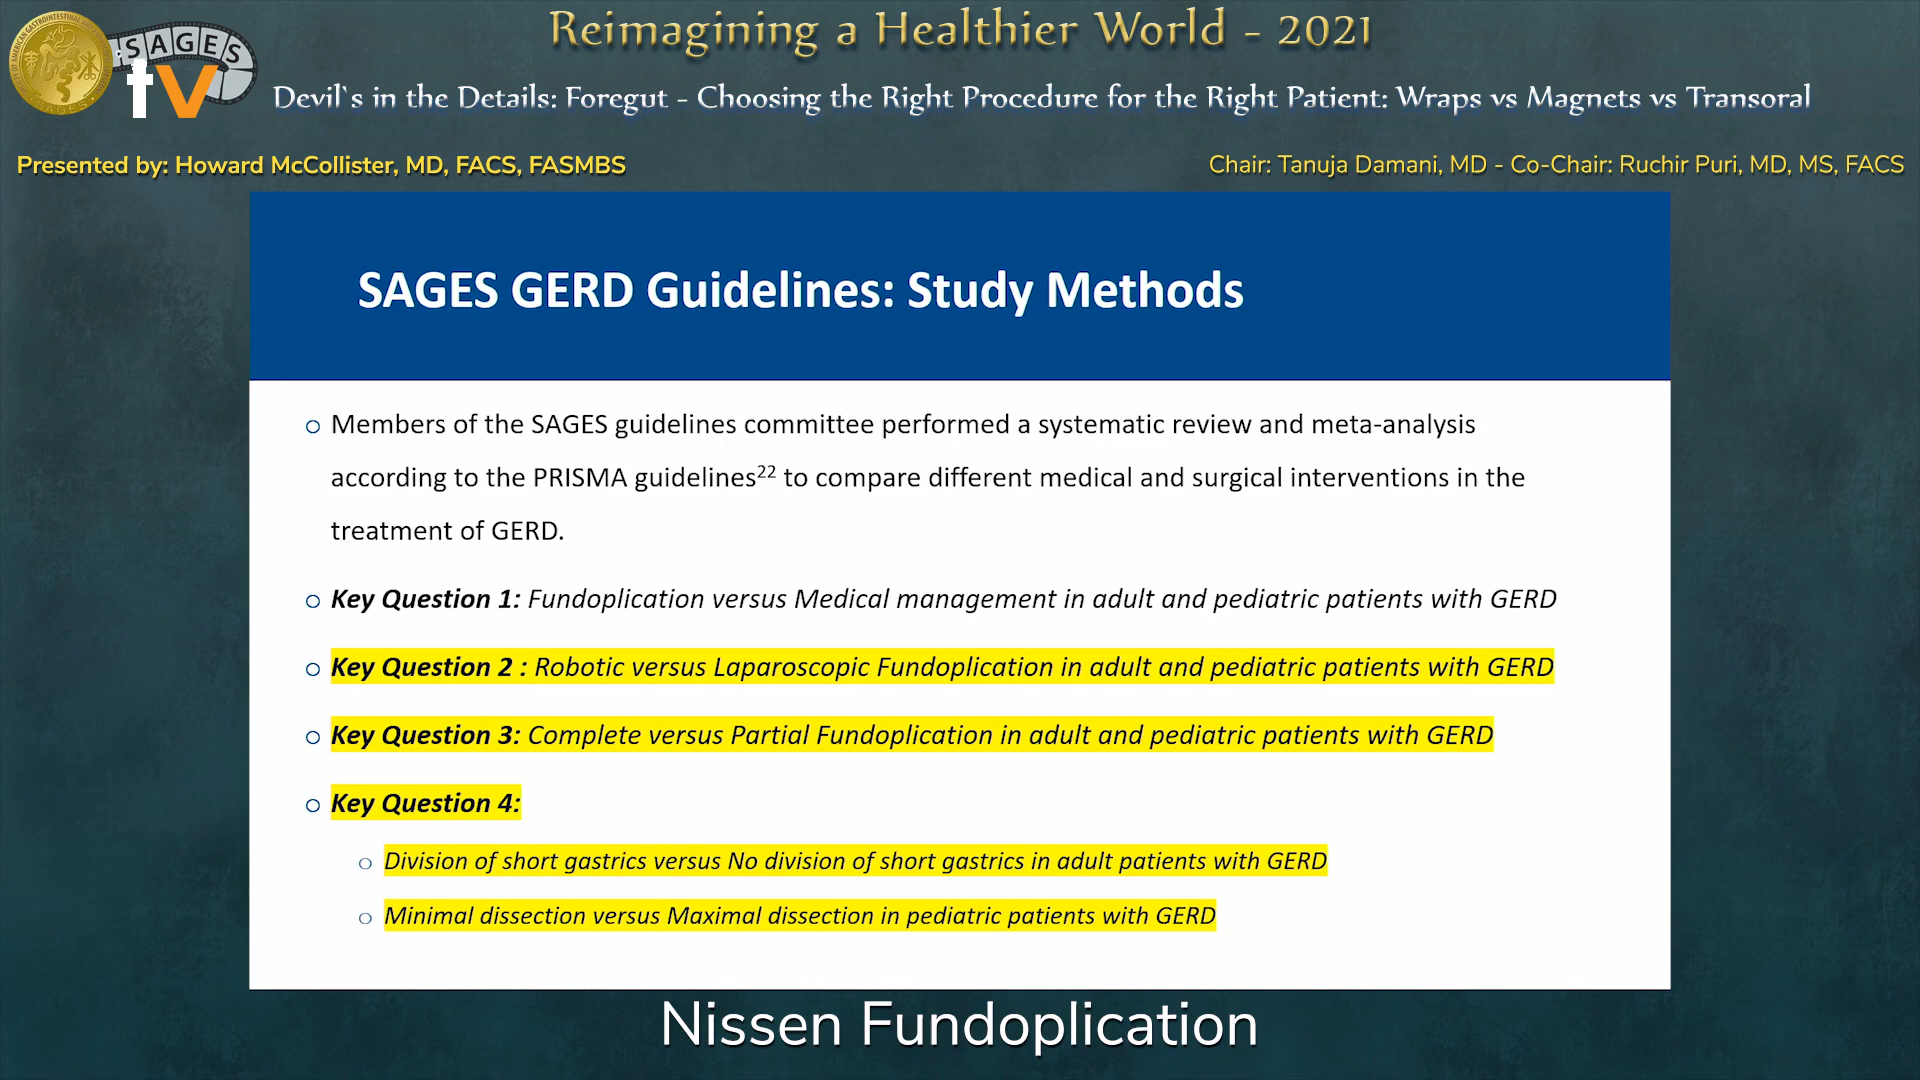 SAGES
tv
Reimagining a Healthier World - 2021
Devil`s in the Details: Foregut - Choosing the Right Procedure for the Right Patient: Wraps vs Magnets vs Transoral
Presented by: Howard McCollister, MD, FACS, FASMBS
Chair: Tanuja Damani, MD - Co-Chair: Ruchir Puri, MD, MS, FACS
SAGES GERD Guidelines: Study Methods
Members of the SAGES guidelines committee performed a systematic review and meta-analysis
according to the PRISMA guidelines22 to compare different medical and surgical interventions in the
treatment of GERD.
Key Question 1: Fundoplication versus Medical management in adult and pediatric patients with GERD
Key Question 2 : Robotic versus Laparoscopic Fundoplication in adult and pediatric patients with GERD
Key Question 3: Complete versus Partial Fundoplication in adult and pediatric patients with GERD
Key Question 4:
Division of short gastrics versus No division of short gastrics in adult patients with GERD
Minimal dissection versus Maximal dissection in pediatric patients with GERD
Nissen Fundoplication